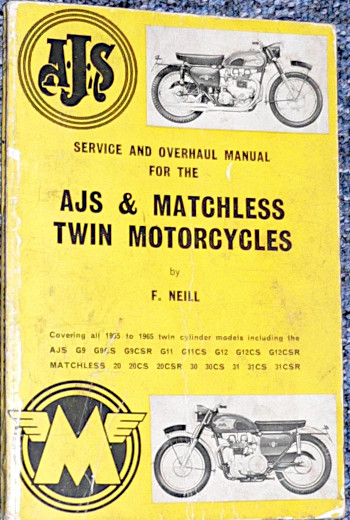 AJS
SERVICE AND OVERHAUL MANUAL
FOR THE
AJS & MATCHLESS
TWIN MOTORCYCLES
by
F. NEILL
Covering all 1955 to 1965 twin cylinder models including the
AJS G9 G9CS G9CSR G11 G11CS G12 G12CS G12CSR
MATCHLESS 20 20CS 20CSR 30 30CS 31 31CS 31CSR
M